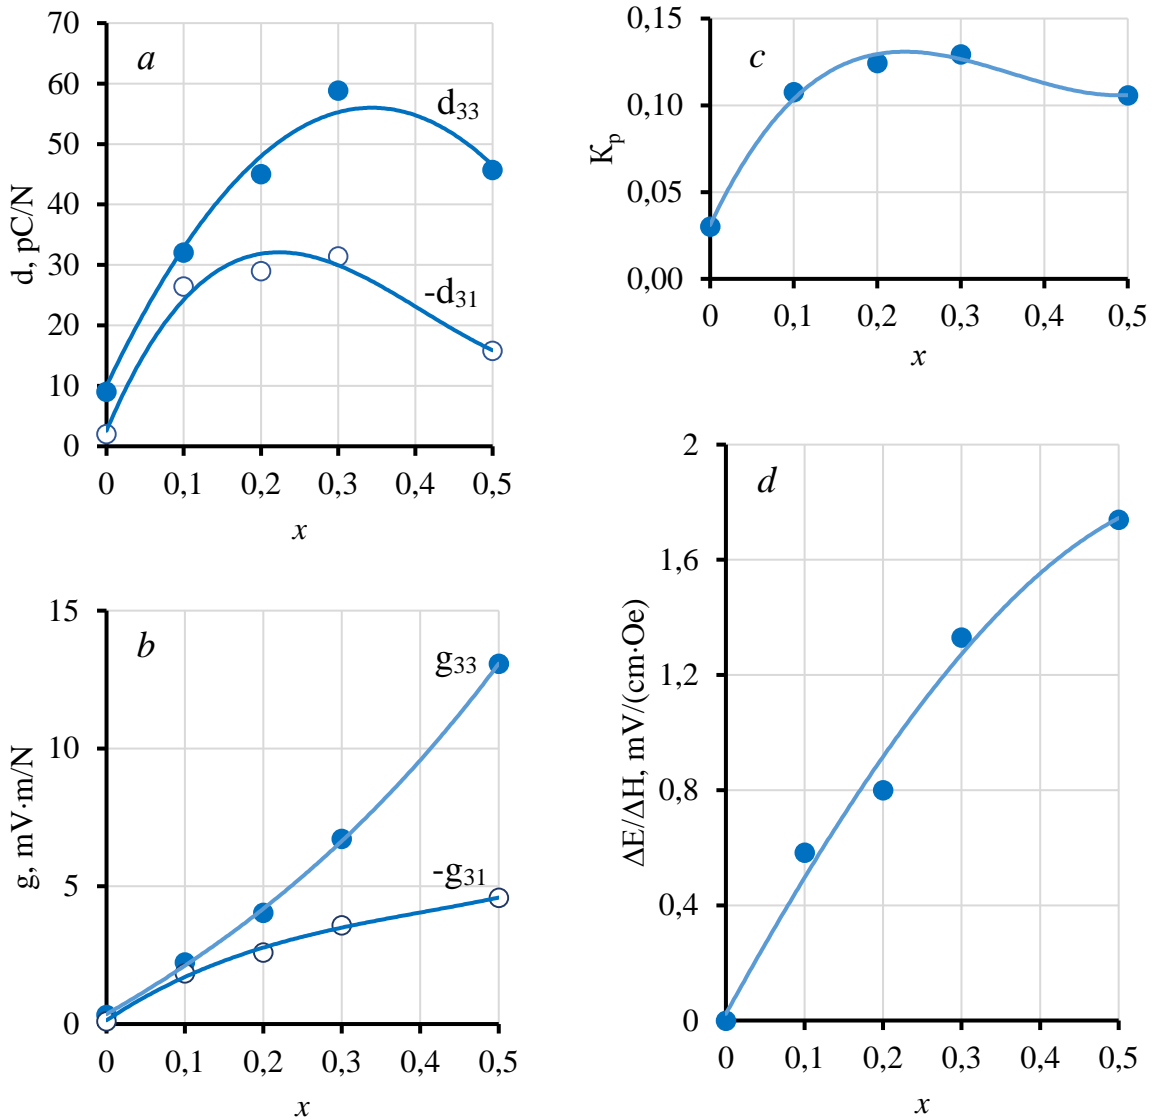 a
d, pC/N
70
60
50
40
30
20
10
0
d33
-d31
0 0,1 0,2 0,3 0,4 0,5
x
b
g, mV·m/N
15
10
5
0
g33
-g31
0 0,1 0,2 0,3 0,4 0,5
x
c
Kp
0,15
0,10
0,05
0,00
0 0,1 0,2 0,3 0,4 0,5
x
d
ΔE/ΔH, mV/(cm·Oe)
2
1,6
1,2
0,8
0,4
0
0 0,1 0,2 0,3 0,4 0,5
x